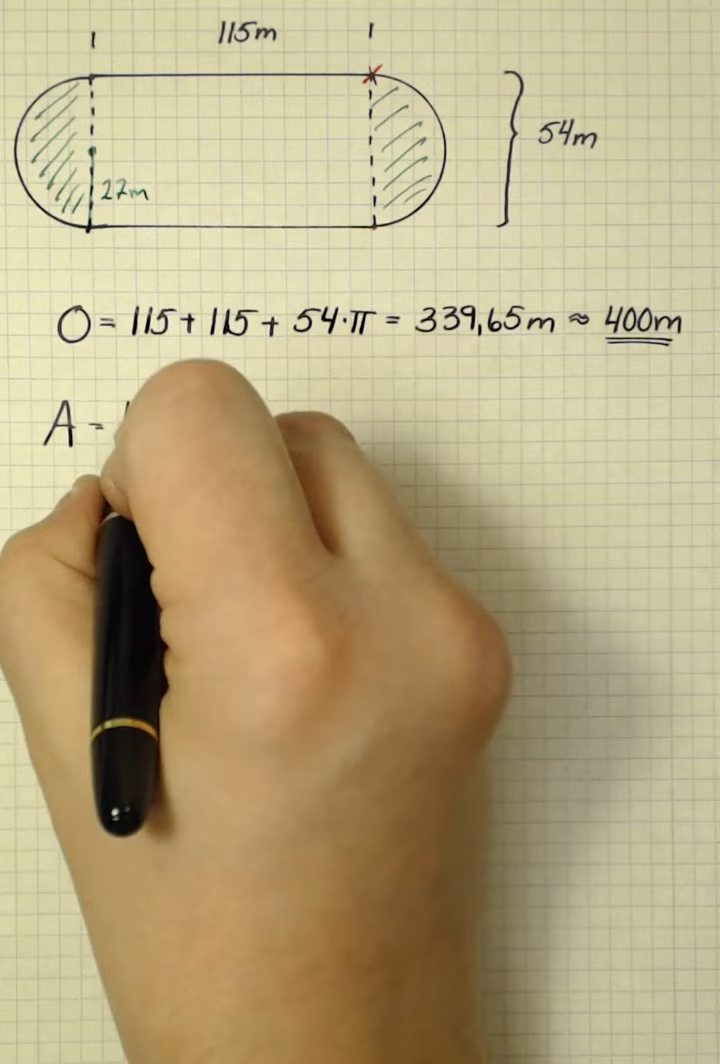 115m
54m
27m
O = 115 + 115 + 54·π = 339,65m ≈ 400m
A =